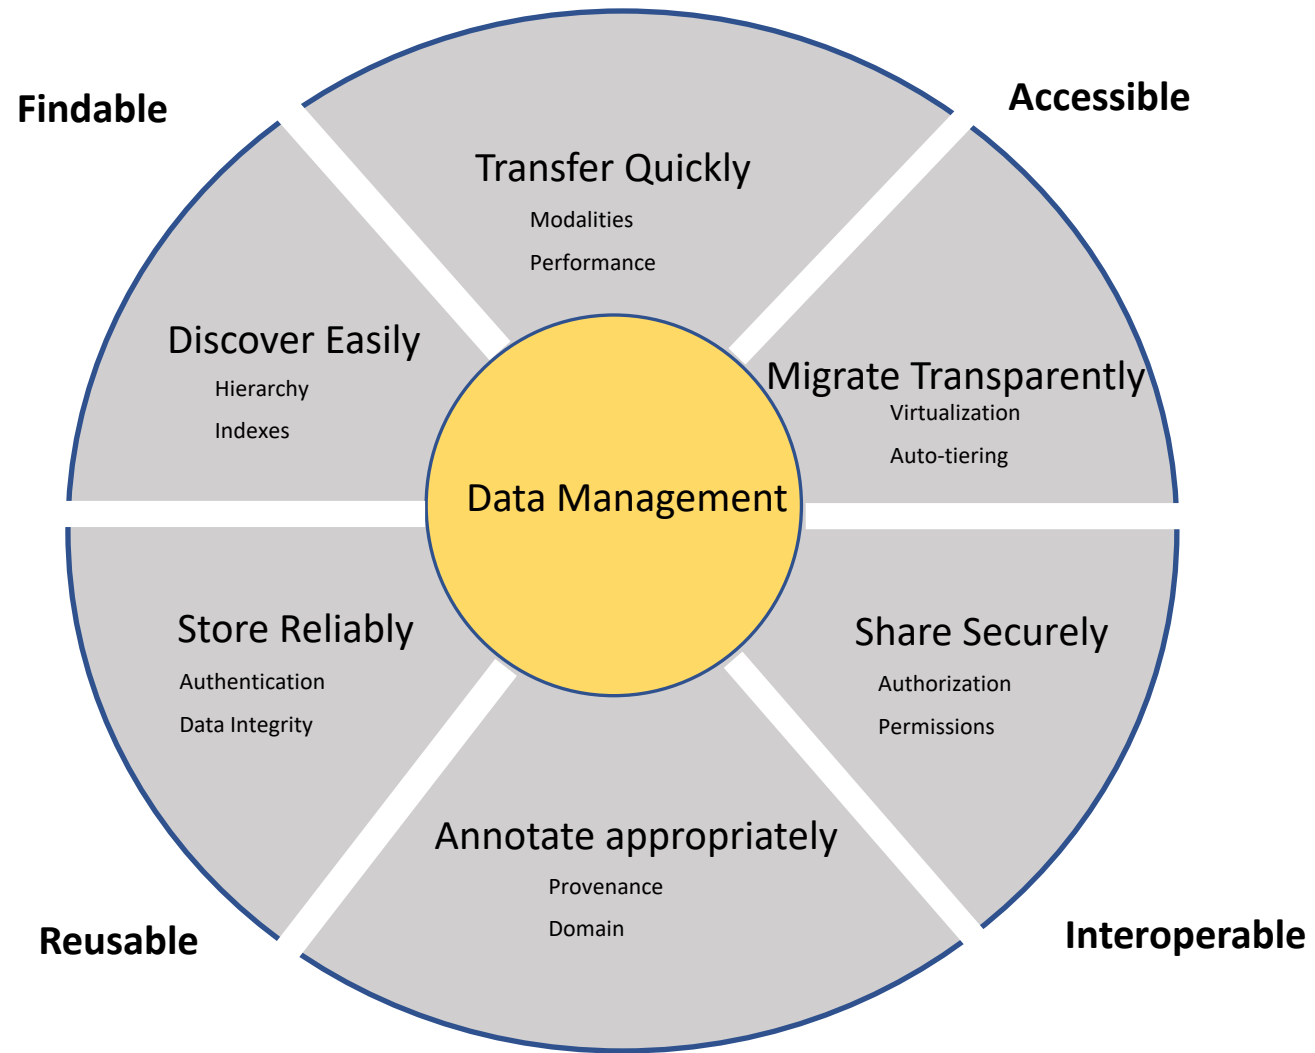 Findable
Accessible
Transfer Quickly
Modalities
Performance
Discover Easily
Hierarchy
Indexes
Migrate Transparently
Virtualization
Auto-tiering
Data Management
Store Reliably
Authentication
Data Integrity
Share Securely
Authorization
Permissions
Annotate appropriately
Provenance
Domain
Reusable
Interoperable